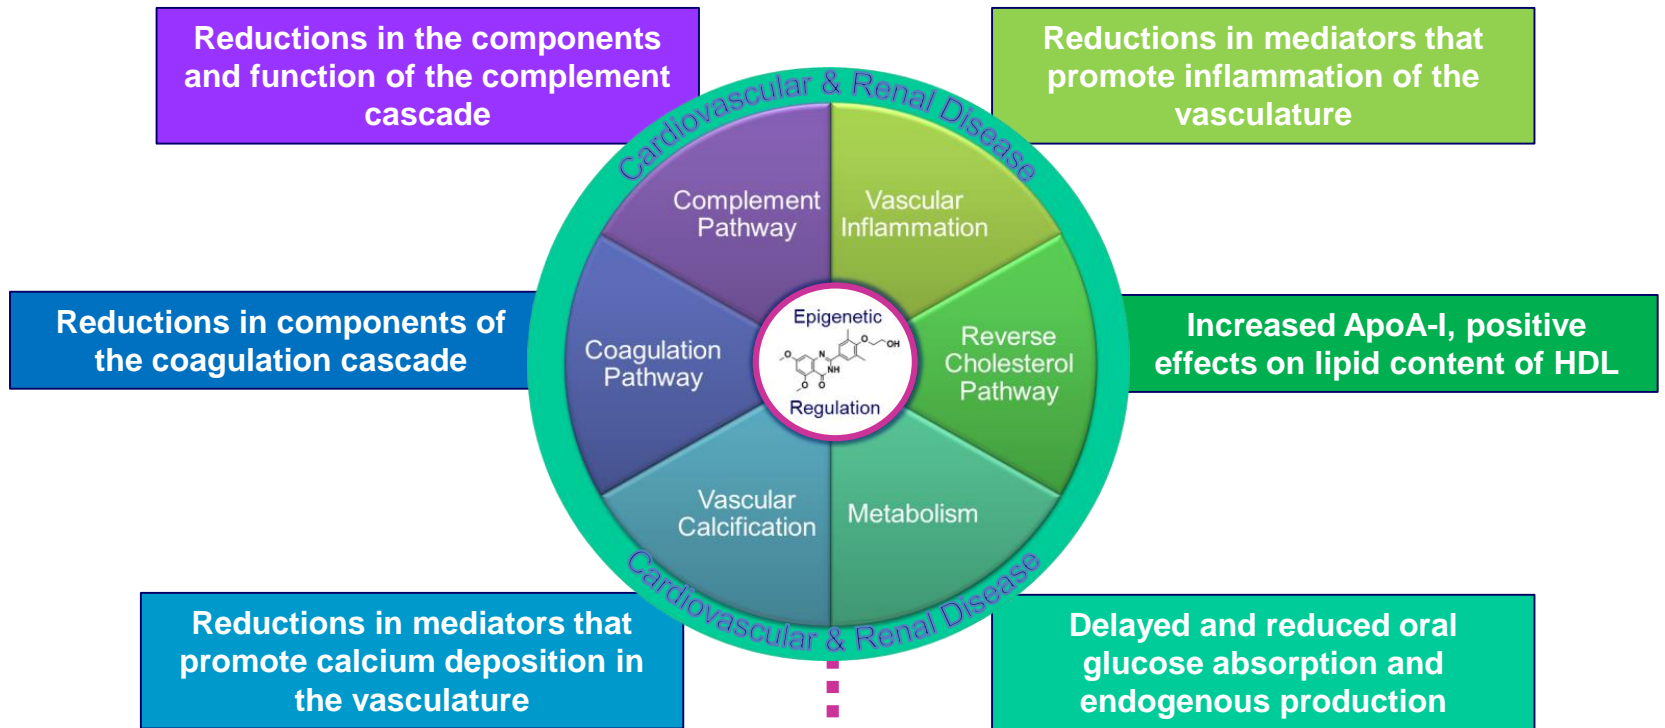 Reductions in the components
and function of the complement
cascade
Reductions in mediators that
promote inflammation of the
vasculature
Cardiovascular & Renal Disease
Complement
Pathway
Vascular
Inflammation
Reductions in components of
the coagulation cascade
Coagulation
Pathway
Epigenetic
O
O
N
NH
O
O
OH
Regulation
Reverse
Cholesterol
Pathway
Increased ApoA-I, positive
effects on lipid content of HDL
Vascular
Calcification
Metabolism
Cardiovascular & Renal Disease
Reductions in mediators that
promote calcium deposition in
the vasculature
Delayed and reduced oral
glucose absorption and
endogenous production